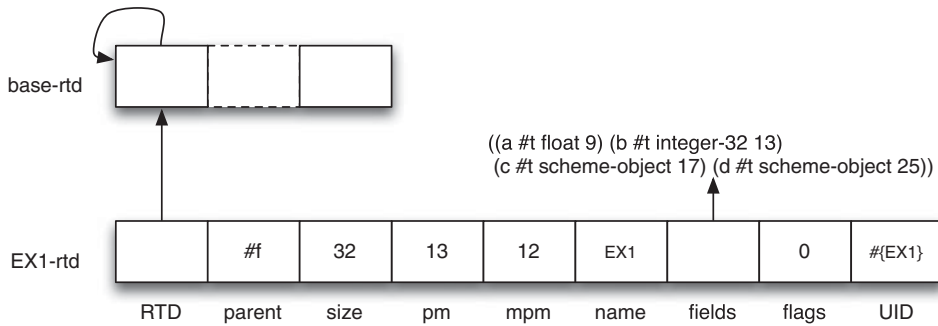 base-rtd
((a #t float 9) (b #t integer-32 13)
(c #t scheme-object 17) (d #t scheme-object 25))
EX1-rtd
#f 32 13 12 EX1 0 #{EX1}
RTD parent size pm mpm name fields flags UID